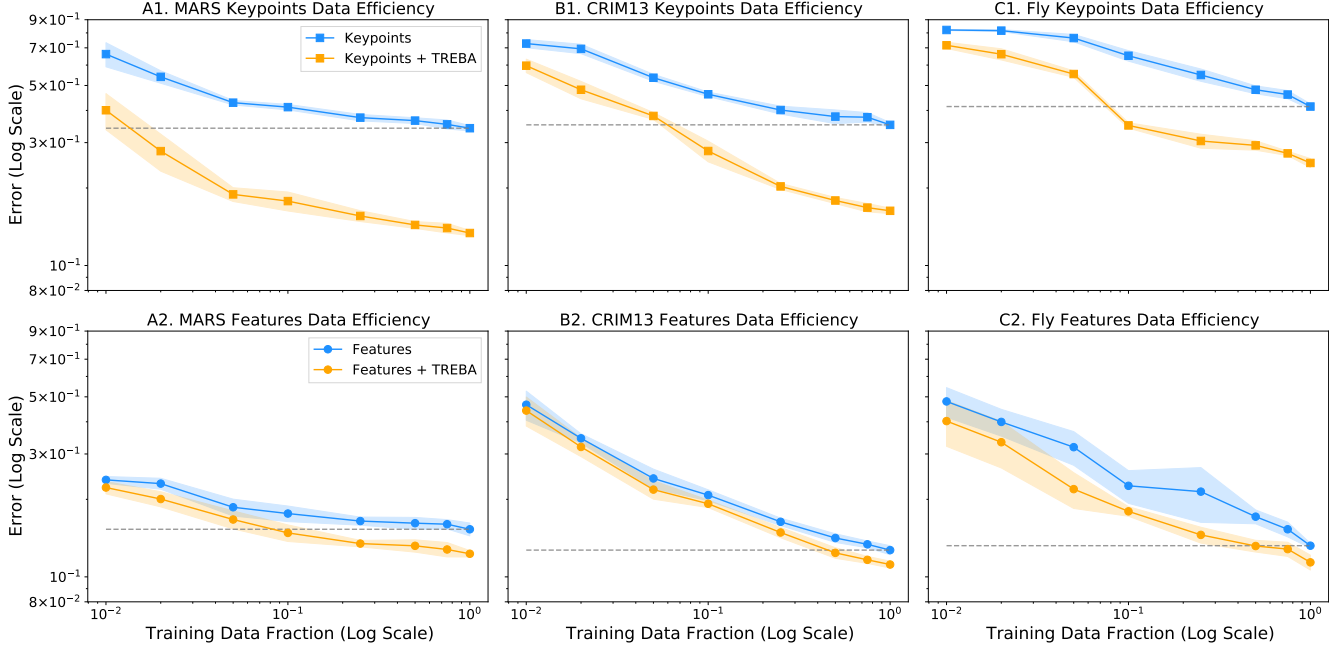 A1. MARS Keypoints Data Efficiency
B1. CRIM13 Keypoints Data Efficiency
C1. Fly Keypoints Data Efficiency
Error (Log Scale)
9×10⁻¹
7×10⁻¹
5×10⁻¹
3×10⁻¹
10⁻¹
8×10⁻²
Keypoints
Keypoints + TREBA
A2. MARS Features Data Efficiency
B2. CRIM13 Features Data Efficiency
C2. Fly Features Data Efficiency
Error (Log Scale)
9×10⁻¹
7×10⁻¹
5×10⁻¹
3×10⁻¹
10⁻¹
8×10⁻²
Features
Features + TREBA
10⁻² 10⁻¹ 10⁰
10⁻² 10⁻¹ 10⁰
10⁻² 10⁻¹ 10⁰
Training Data Fraction (Log Scale)
Training Data Fraction (Log Scale)
Training Data Fraction (Log Scale)